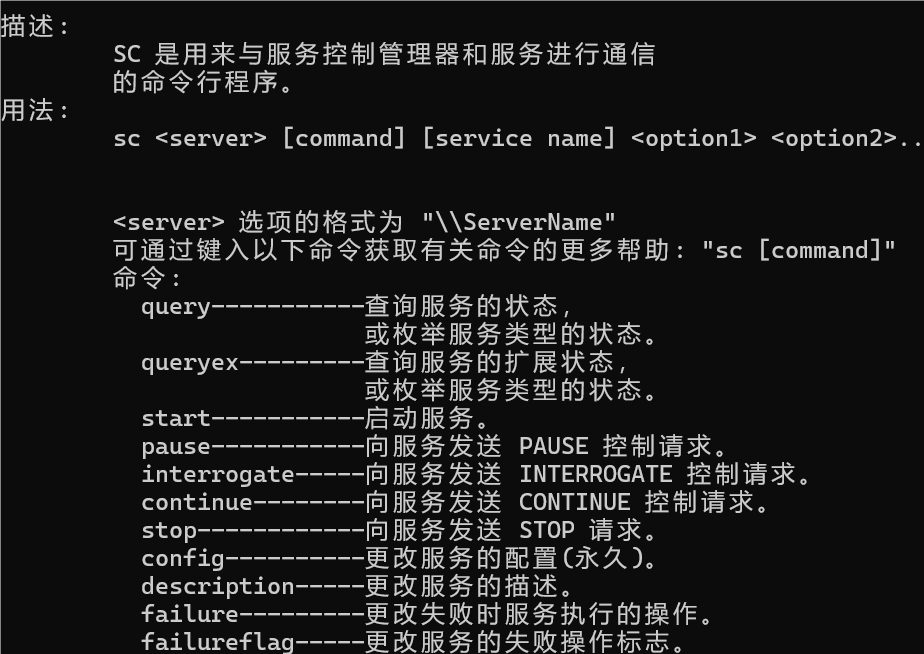 描述：
SC 是用来与服务控制管理器和服务进行通信
的命令行程序。
用法：
sc <server> [command] [service name] <option1> <option2>..
<server> 选项的格式为 "\\ServerName"
可通过键入以下命令获取有关命令的更多帮助: "sc [command]"
命令:
query-----------查询服务的状态，
或枚举服务类型的状态。
queryex---------查询服务的扩展状态，
或枚举服务类型的状态。
start-----------启动服务。
pause-----------向服务发送 PAUSE 控制请求。
interrogate-----向服务发送 INTERROGATE 控制请求。
continue--------向服务发送 CONTINUE 控制请求。
stop------------向服务发送 STOP 请求。
config----------更改服务的配置(永久)。
description-----更改服务的描述。
failure---------更改失败时服务执行的操作。
failureflag-----更改服务的失败操作标志。